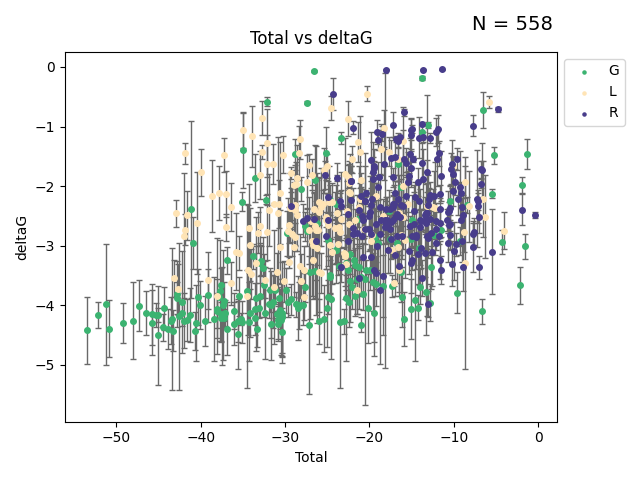 N = 558
Total vs deltaG
G
L
R
deltaG
0
−1
−2
−3
−4
−5
−50 −40 −30 −20 −10 0
Total